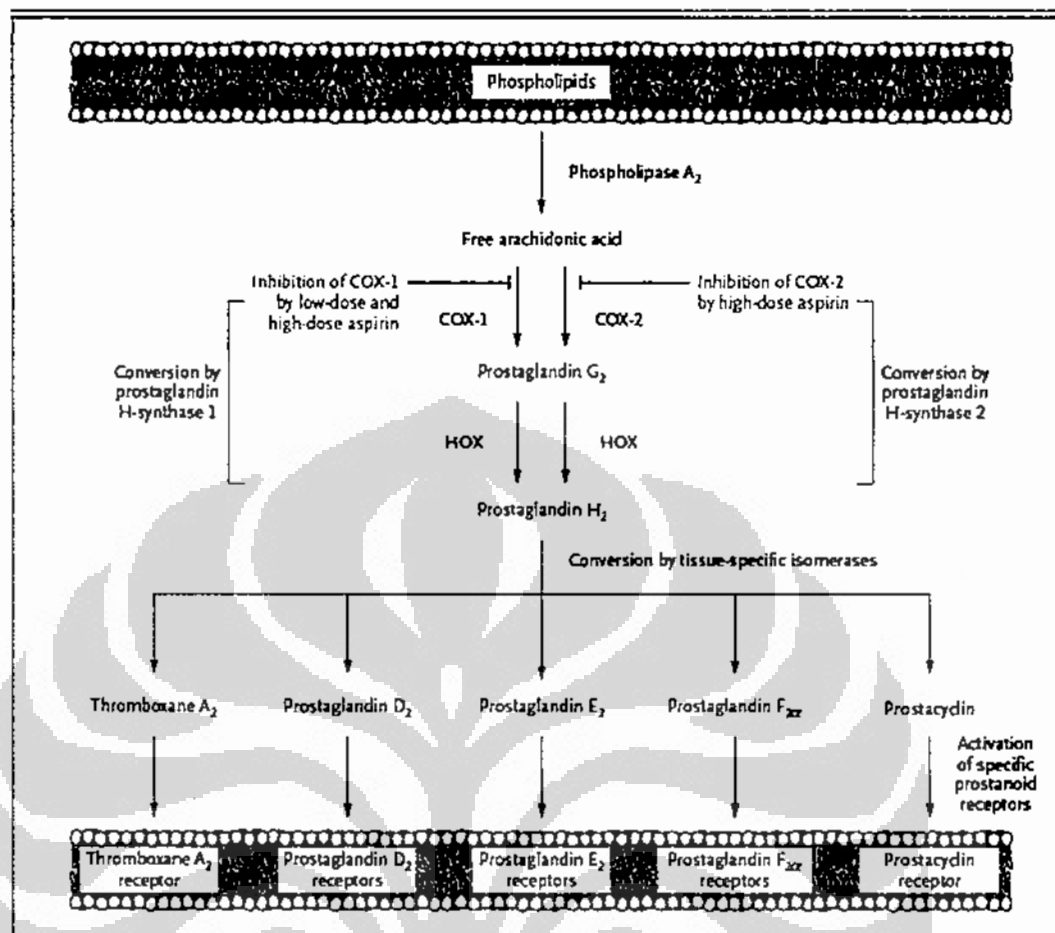 Phospholipids
Phospholipase A₂
Free arachidonic acid
Inhibition of COX-1
by low-dose and
high-dose aspirin
Inhibition of COX-2
by high-dose aspirin
COX-1
COX-2
Conversion by
prostaglandin
H-synthase 1
Prostaglandin G₂
Conversion by
prostaglandin
H-synthase 2
HOX
HOX
Prostaglandin H₂
Conversion by tissue-specific isomerases
Thromboxane A₂
Prostaglandin D₂
Prostaglandin E₂
Prostaglandin F₂α
Prostacyclin
Activation
of specific
prostanoid
receptors
Thromboxane A₂
receptor
Prostaglandin D₂
receptors
Prostaglandin E₂
receptors
Prostaglandin F₂α
receptors
Prostacyclin
receptor